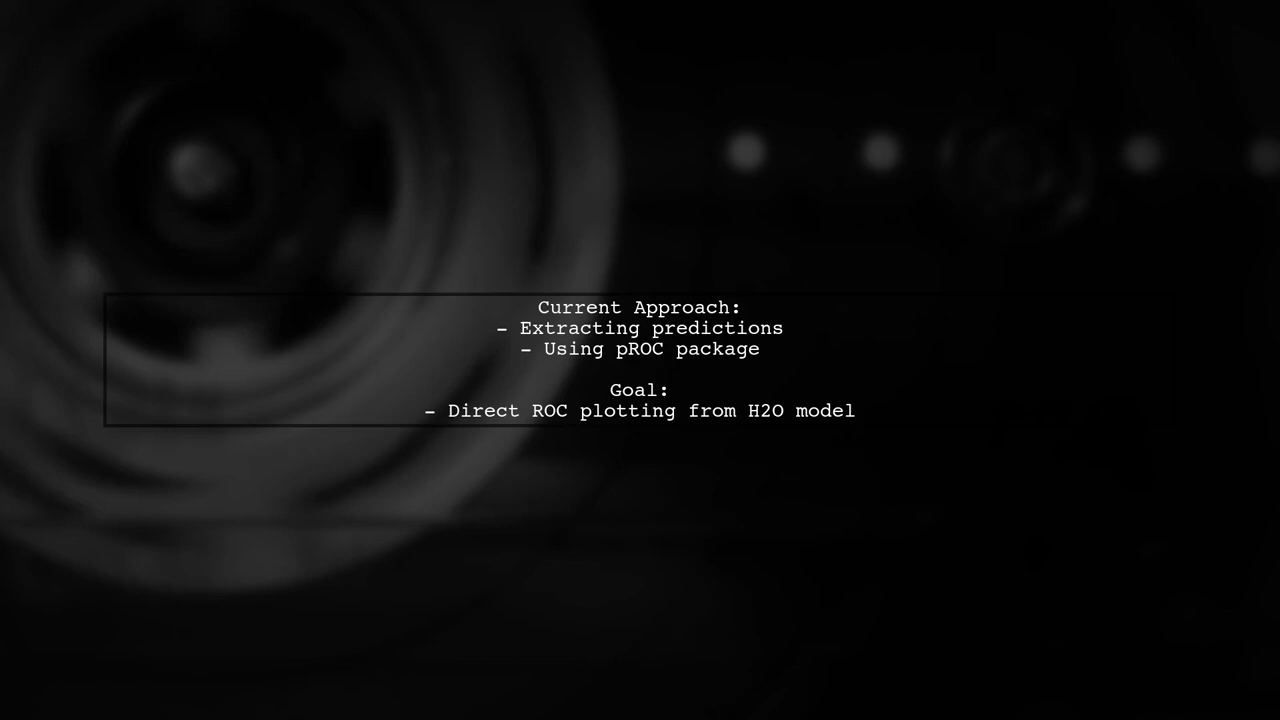 Current Approach:
- Extracting predictions
- Using pROC package
Goal:
- Direct ROC plotting from H2O model